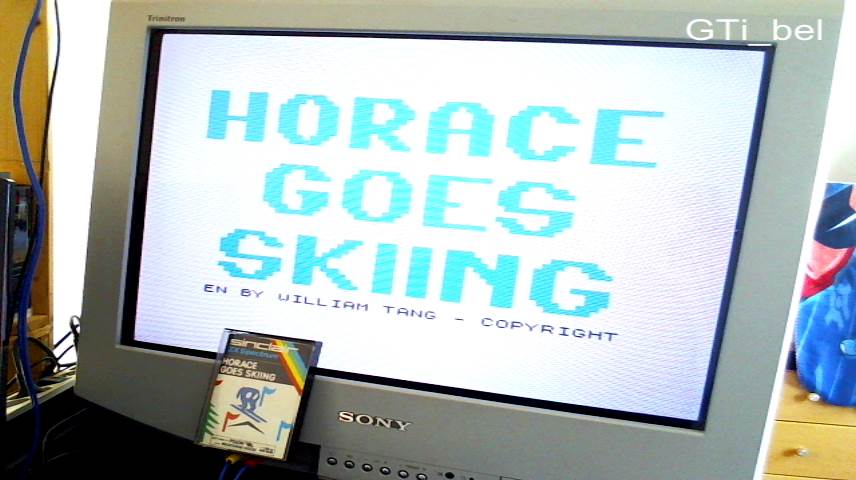 Trinitron
GTi_bel
HORACE
GOES
SKIING
EN BY WILLIAM TANG - COPYRIGHT
sinclair
ZX Spectrum
HORACE
GOES SKIING
SONY